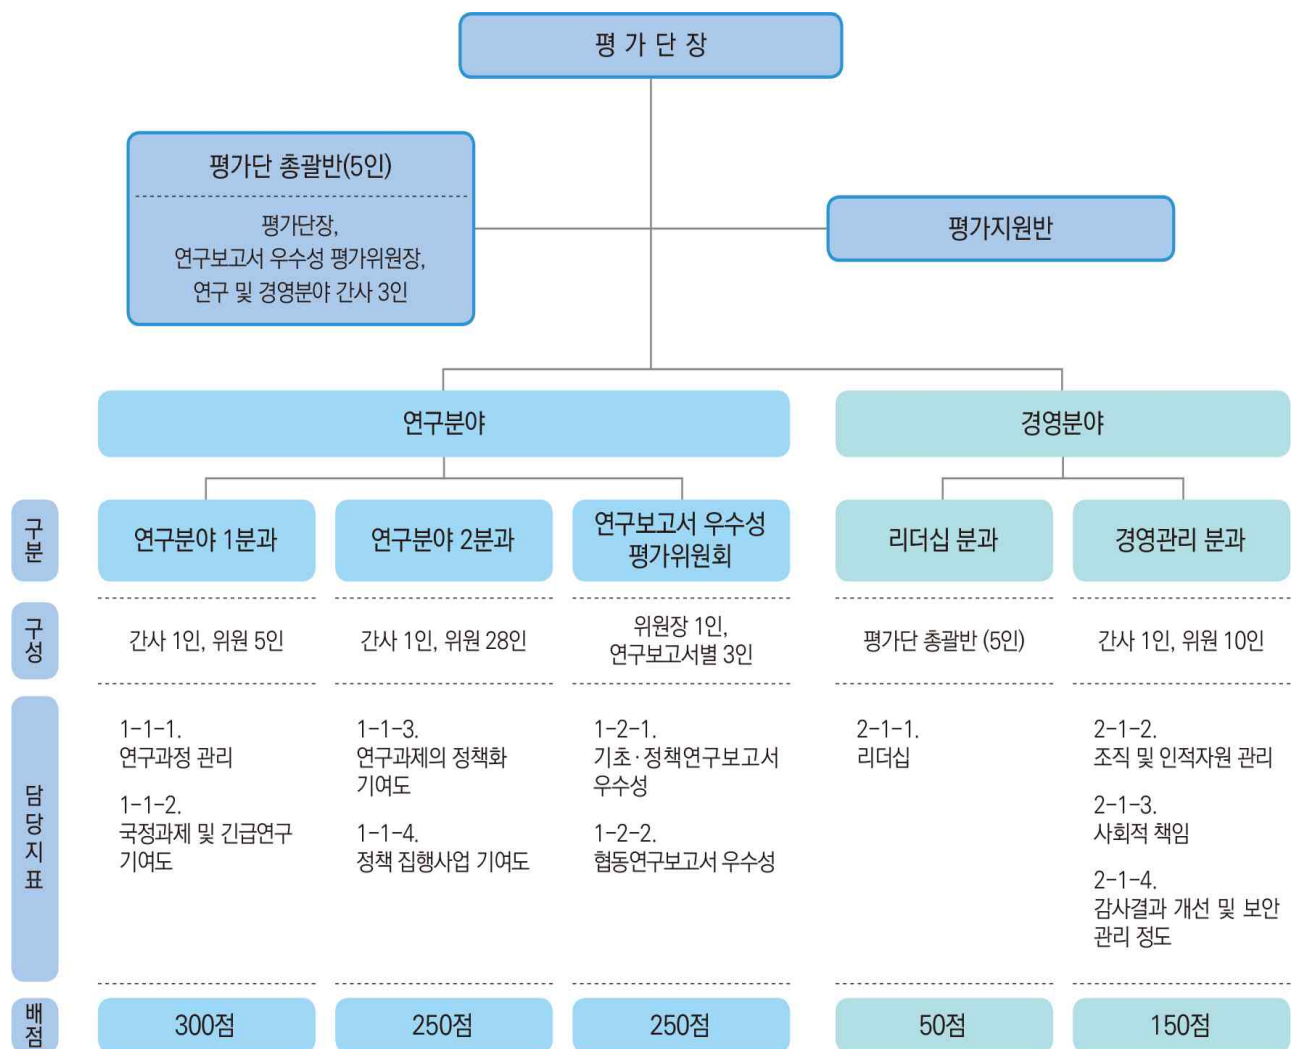 평 가 단 장
평가단 총괄반(5인)
평가단장,
연구보고서 우수성 평가위원장,
연구 및 경영분야 간사 3인
평가지원반
연구분야
경영분야
구분
연구분야 1분과
연구분야 2분과
연구보고서 우수성
평가위원회
리더십 분과
경영관리 분과
구성
간사 1인, 위원 5인
간사 1인, 위원 28인
위원장 1인,
연구보고서별 3인
평가단 총괄반 (5인)
간사 1인, 위원 10인
담당지표
1-1-1.
연구과정 관리
1-1-2.
국정과제 및 긴급연구
기여도
1-1-3.
연구과제의 정책화
기여도
1-1-4.
정책 집행사업 기여도
1-2-1.
기초·정책연구보고서
우수성
1-2-2.
협동연구보고서 우수성
2-1-1.
리더십
2-1-2.
조직 및 인적자원 관리
2-1-3.
사회적 책임
2-1-4.
감사결과 개선 및 보안
관리 정도
배점
300점
250점
250점
50점
150점